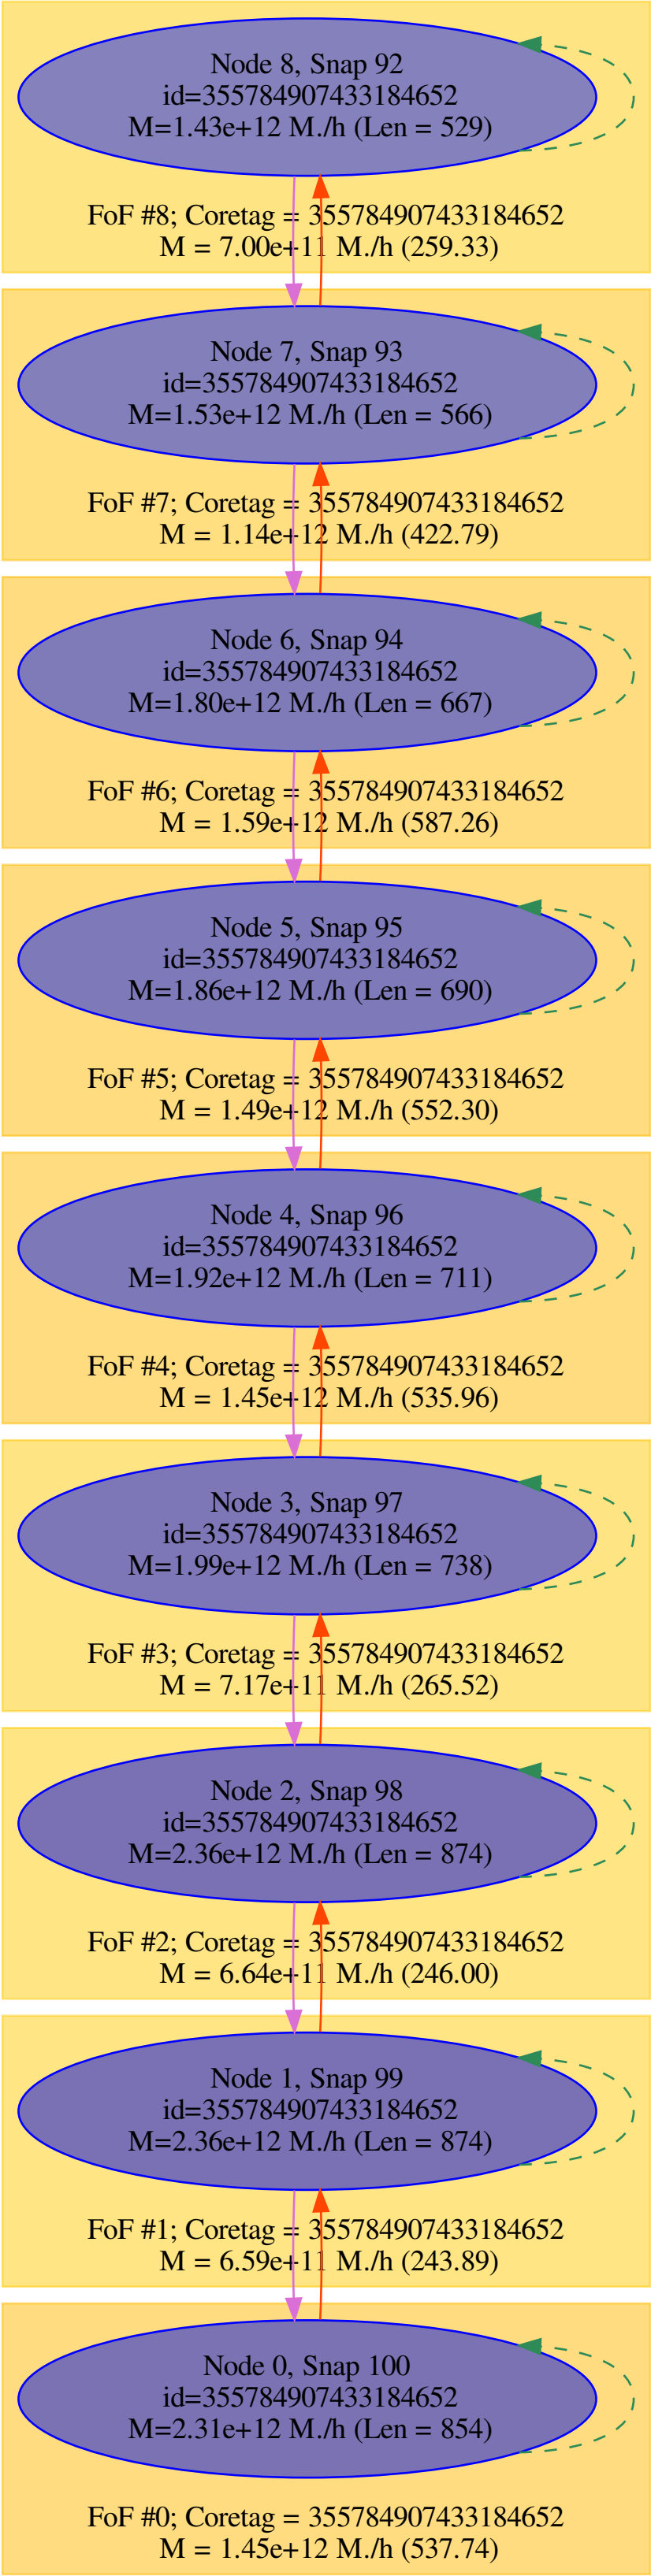 Node 8, Snap 92
id=355784907433184652
M=1.43e+12 M./h (Len = 529)
FoF #8; Coretag = 355784907433184652
M = 7.00e+11 M./h (259.33)
Node 7, Snap 93
id=355784907433184652
M=1.53e+12 M./h (Len = 566)
FoF #7; Coretag = 355784907433184652
M = 1.14e+12 M./h (422.79)
Node 6, Snap 94
id=355784907433184652
M=1.80e+12 M./h (Len = 667)
FoF #6; Coretag = 355784907433184652
M = 1.59e+12 M./h (587.26)
Node 5, Snap 95
id=355784907433184652
M=1.86e+12 M./h (Len = 690)
FoF #5; Coretag = 355784907433184652
M = 1.49e+12 M./h (552.30)
Node 4, Snap 96
id=355784907433184652
M=1.92e+12 M./h (Len = 711)
FoF #4; Coretag = 355784907433184652
M = 1.45e+12 M./h (535.96)
Node 3, Snap 97
id=355784907433184652
M=1.99e+12 M./h (Len = 738)
FoF #3; Coretag = 355784907433184652
M = 7.17e+11 M./h (265.52)
Node 2, Snap 98
id=355784907433184652
M=2.36e+12 M./h (Len = 874)
FoF #2; Coretag = 355784907433184652
M = 6.64e+11 M./h (246.00)
Node 1, Snap 99
id=355784907433184652
M=2.36e+12 M./h (Len = 874)
FoF #1; Coretag = 355784907433184652
M = 6.59e+11 M./h (243.89)
Node 0, Snap 100
id=355784907433184652
M=2.31e+12 M./h (Len = 854)
FoF #0; Coretag = 355784907433184652
M = 1.45e+12 M./h (537.74)